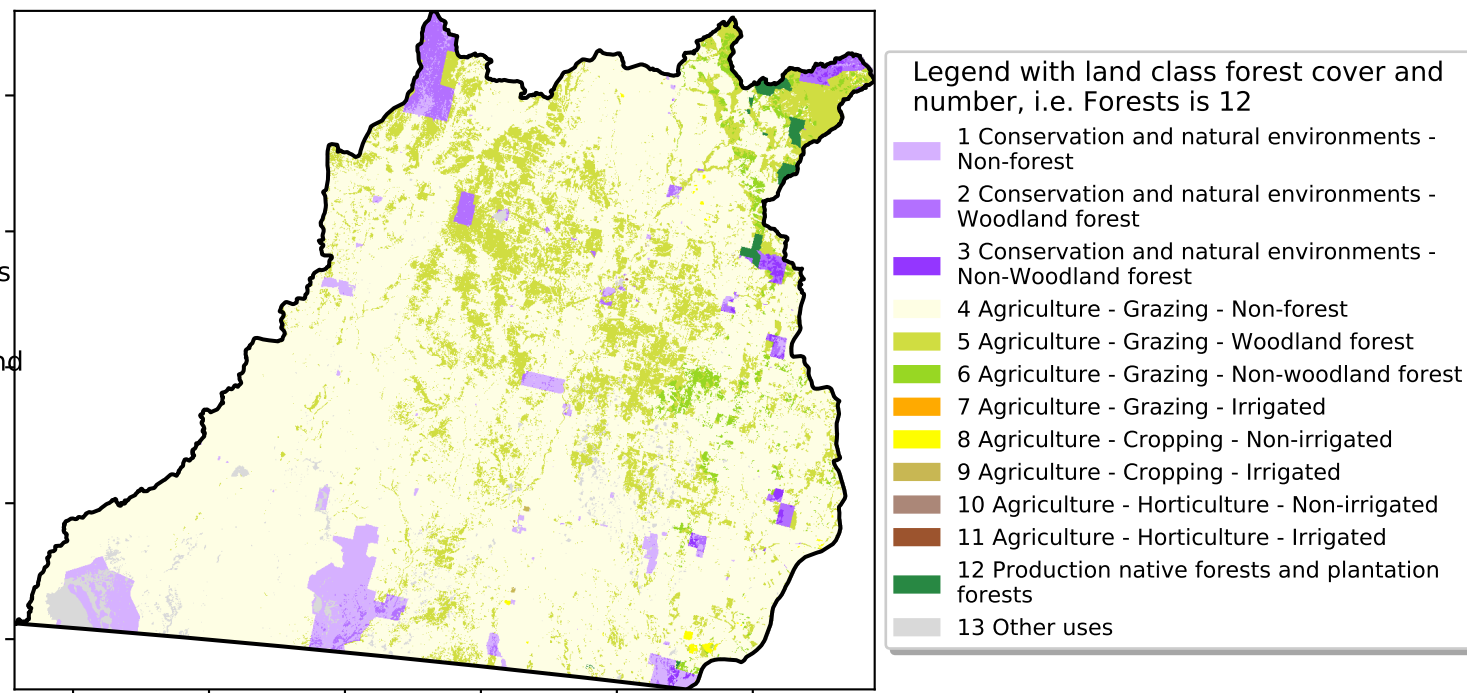 Legend with land class forest cover and
number, i.e. Forests is 12
1 Conservation and natural environments -
Non-forest
2 Conservation and natural environments -
Woodland forest
3 Conservation and natural environments -
Non-Woodland forest
4 Agriculture - Grazing - Non-forest
5 Agriculture - Grazing - Woodland forest
6 Agriculture - Grazing - Non-woodland forest
7 Agriculture - Grazing - Irrigated
8 Agriculture - Cropping - Non-irrigated
9 Agriculture - Cropping - Irrigated
10 Agriculture - Horticulture - Non-irrigated
11 Agriculture - Horticulture - Irrigated
12 Production native forests and plantation
forests
13 Other uses